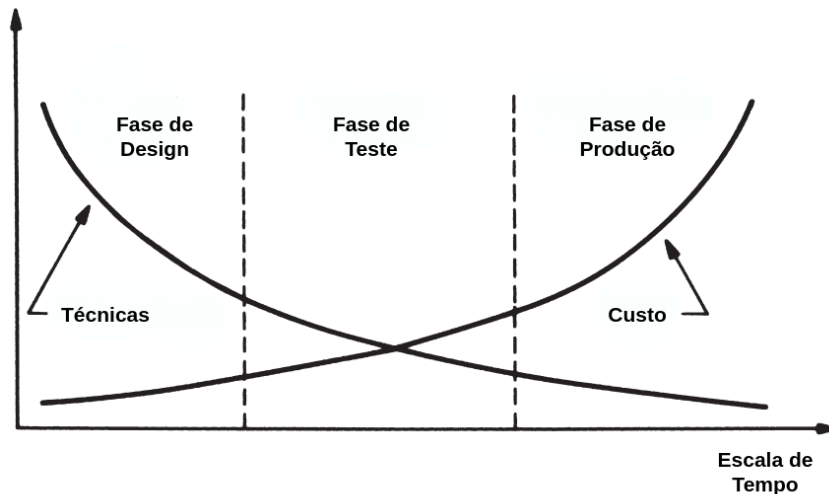 Fase de
Design
Fase de
Teste
Fase de
Produção
Técnicas
Custo
Escala de
Tempo